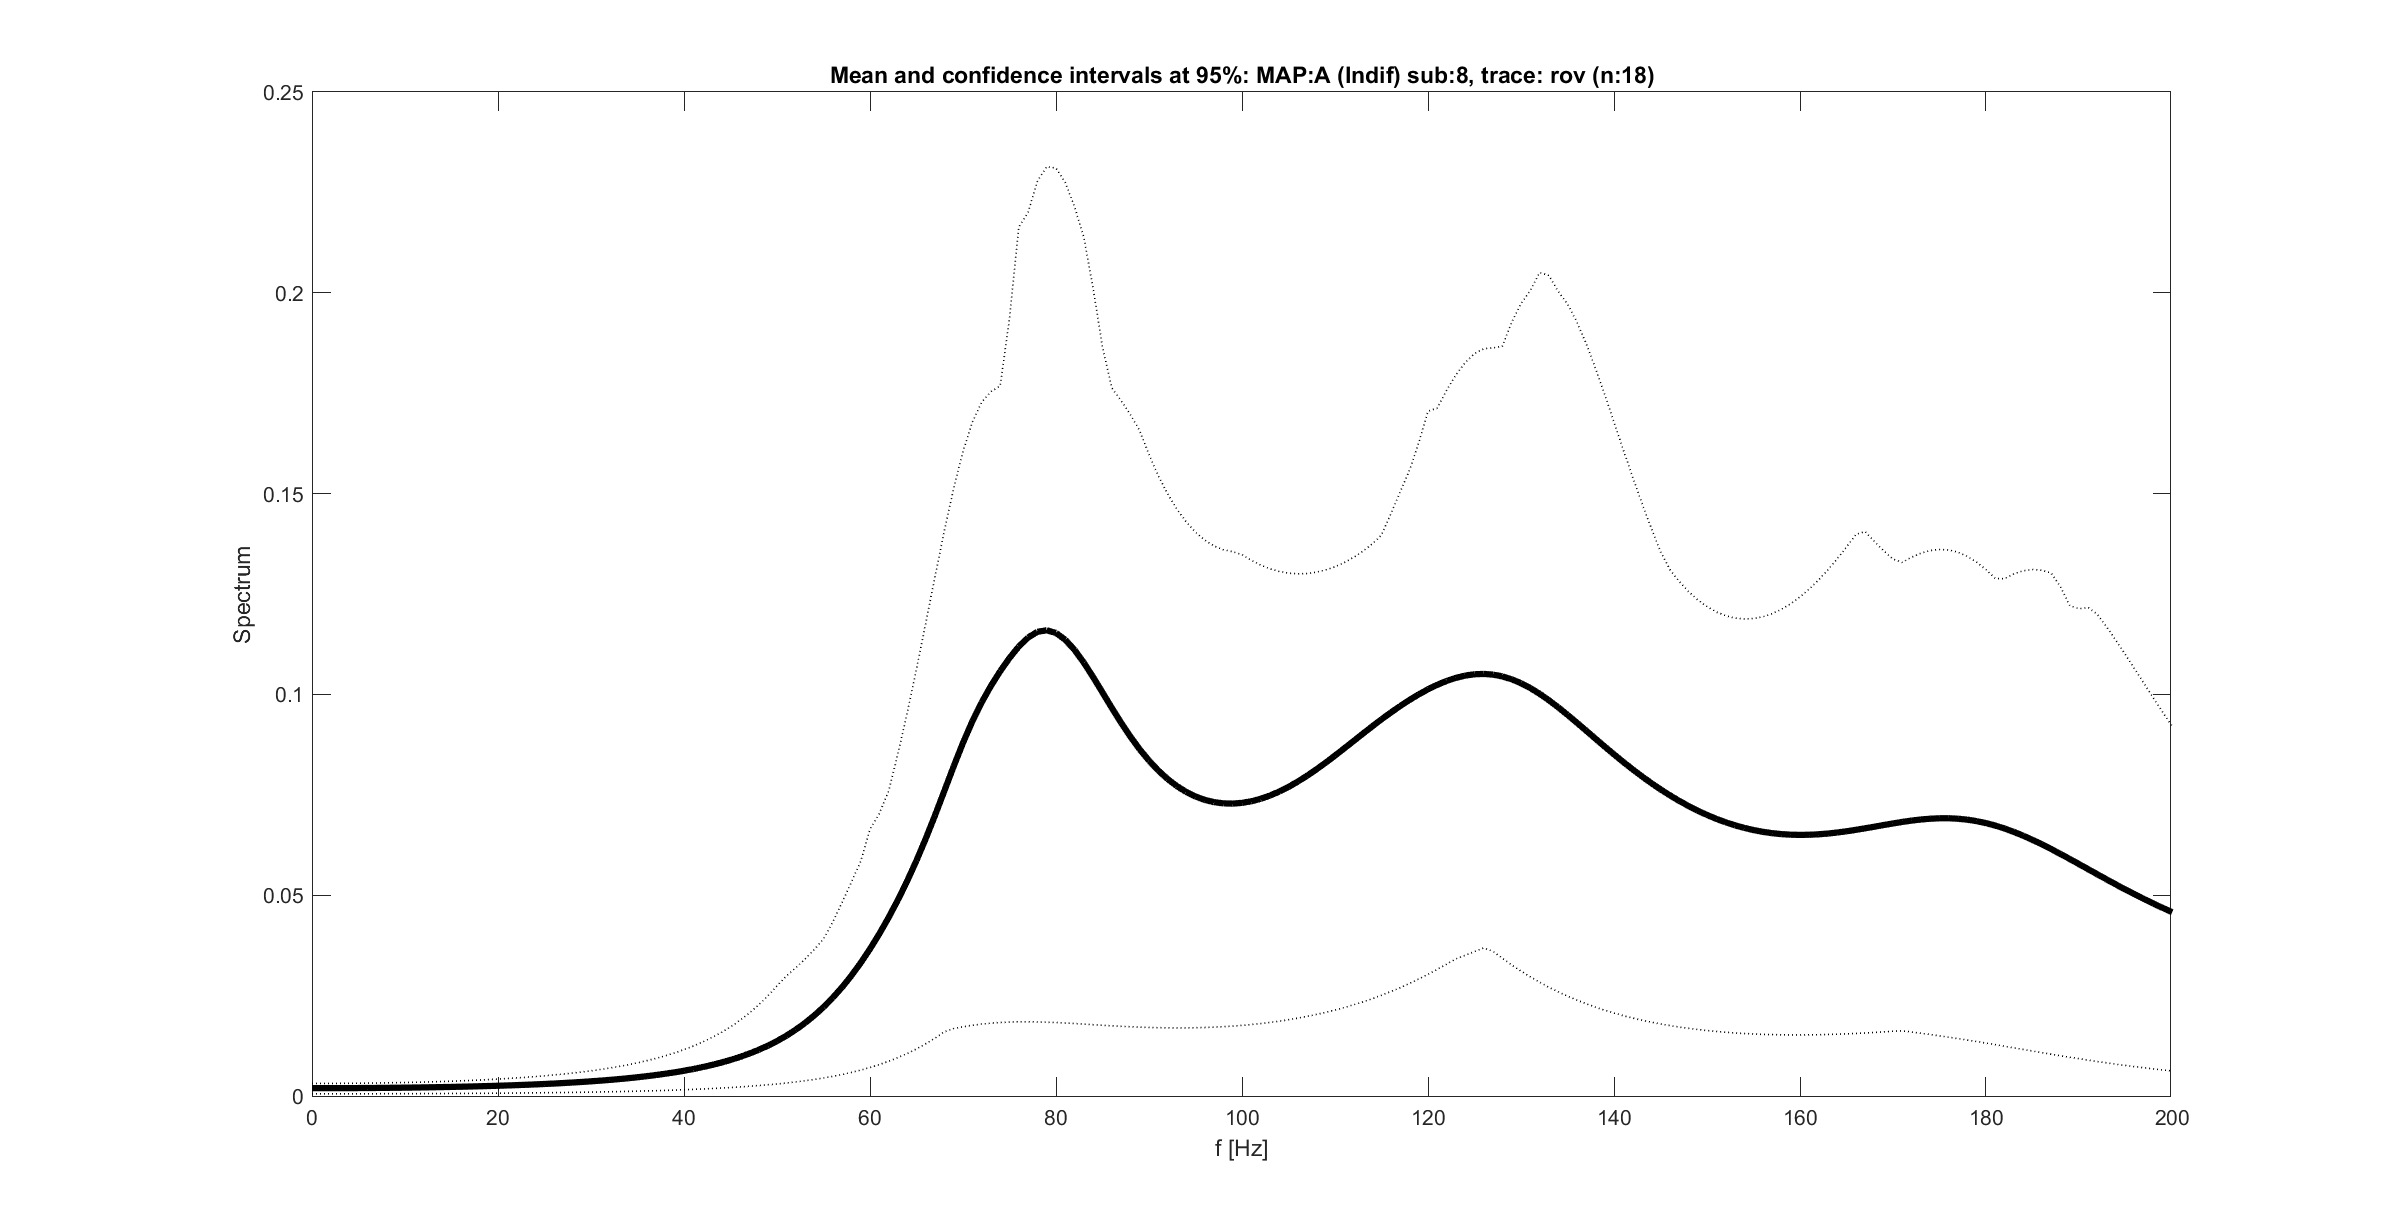 Mean and confidence intervals at 95%: MAP:A (Indif) sub:8, trace: rov (n:18)
0.25
0.2
0.15
0.1
0.05
0
Spectrum
0 20 40 60 80 100 120 140 160 180 200
f [Hz]